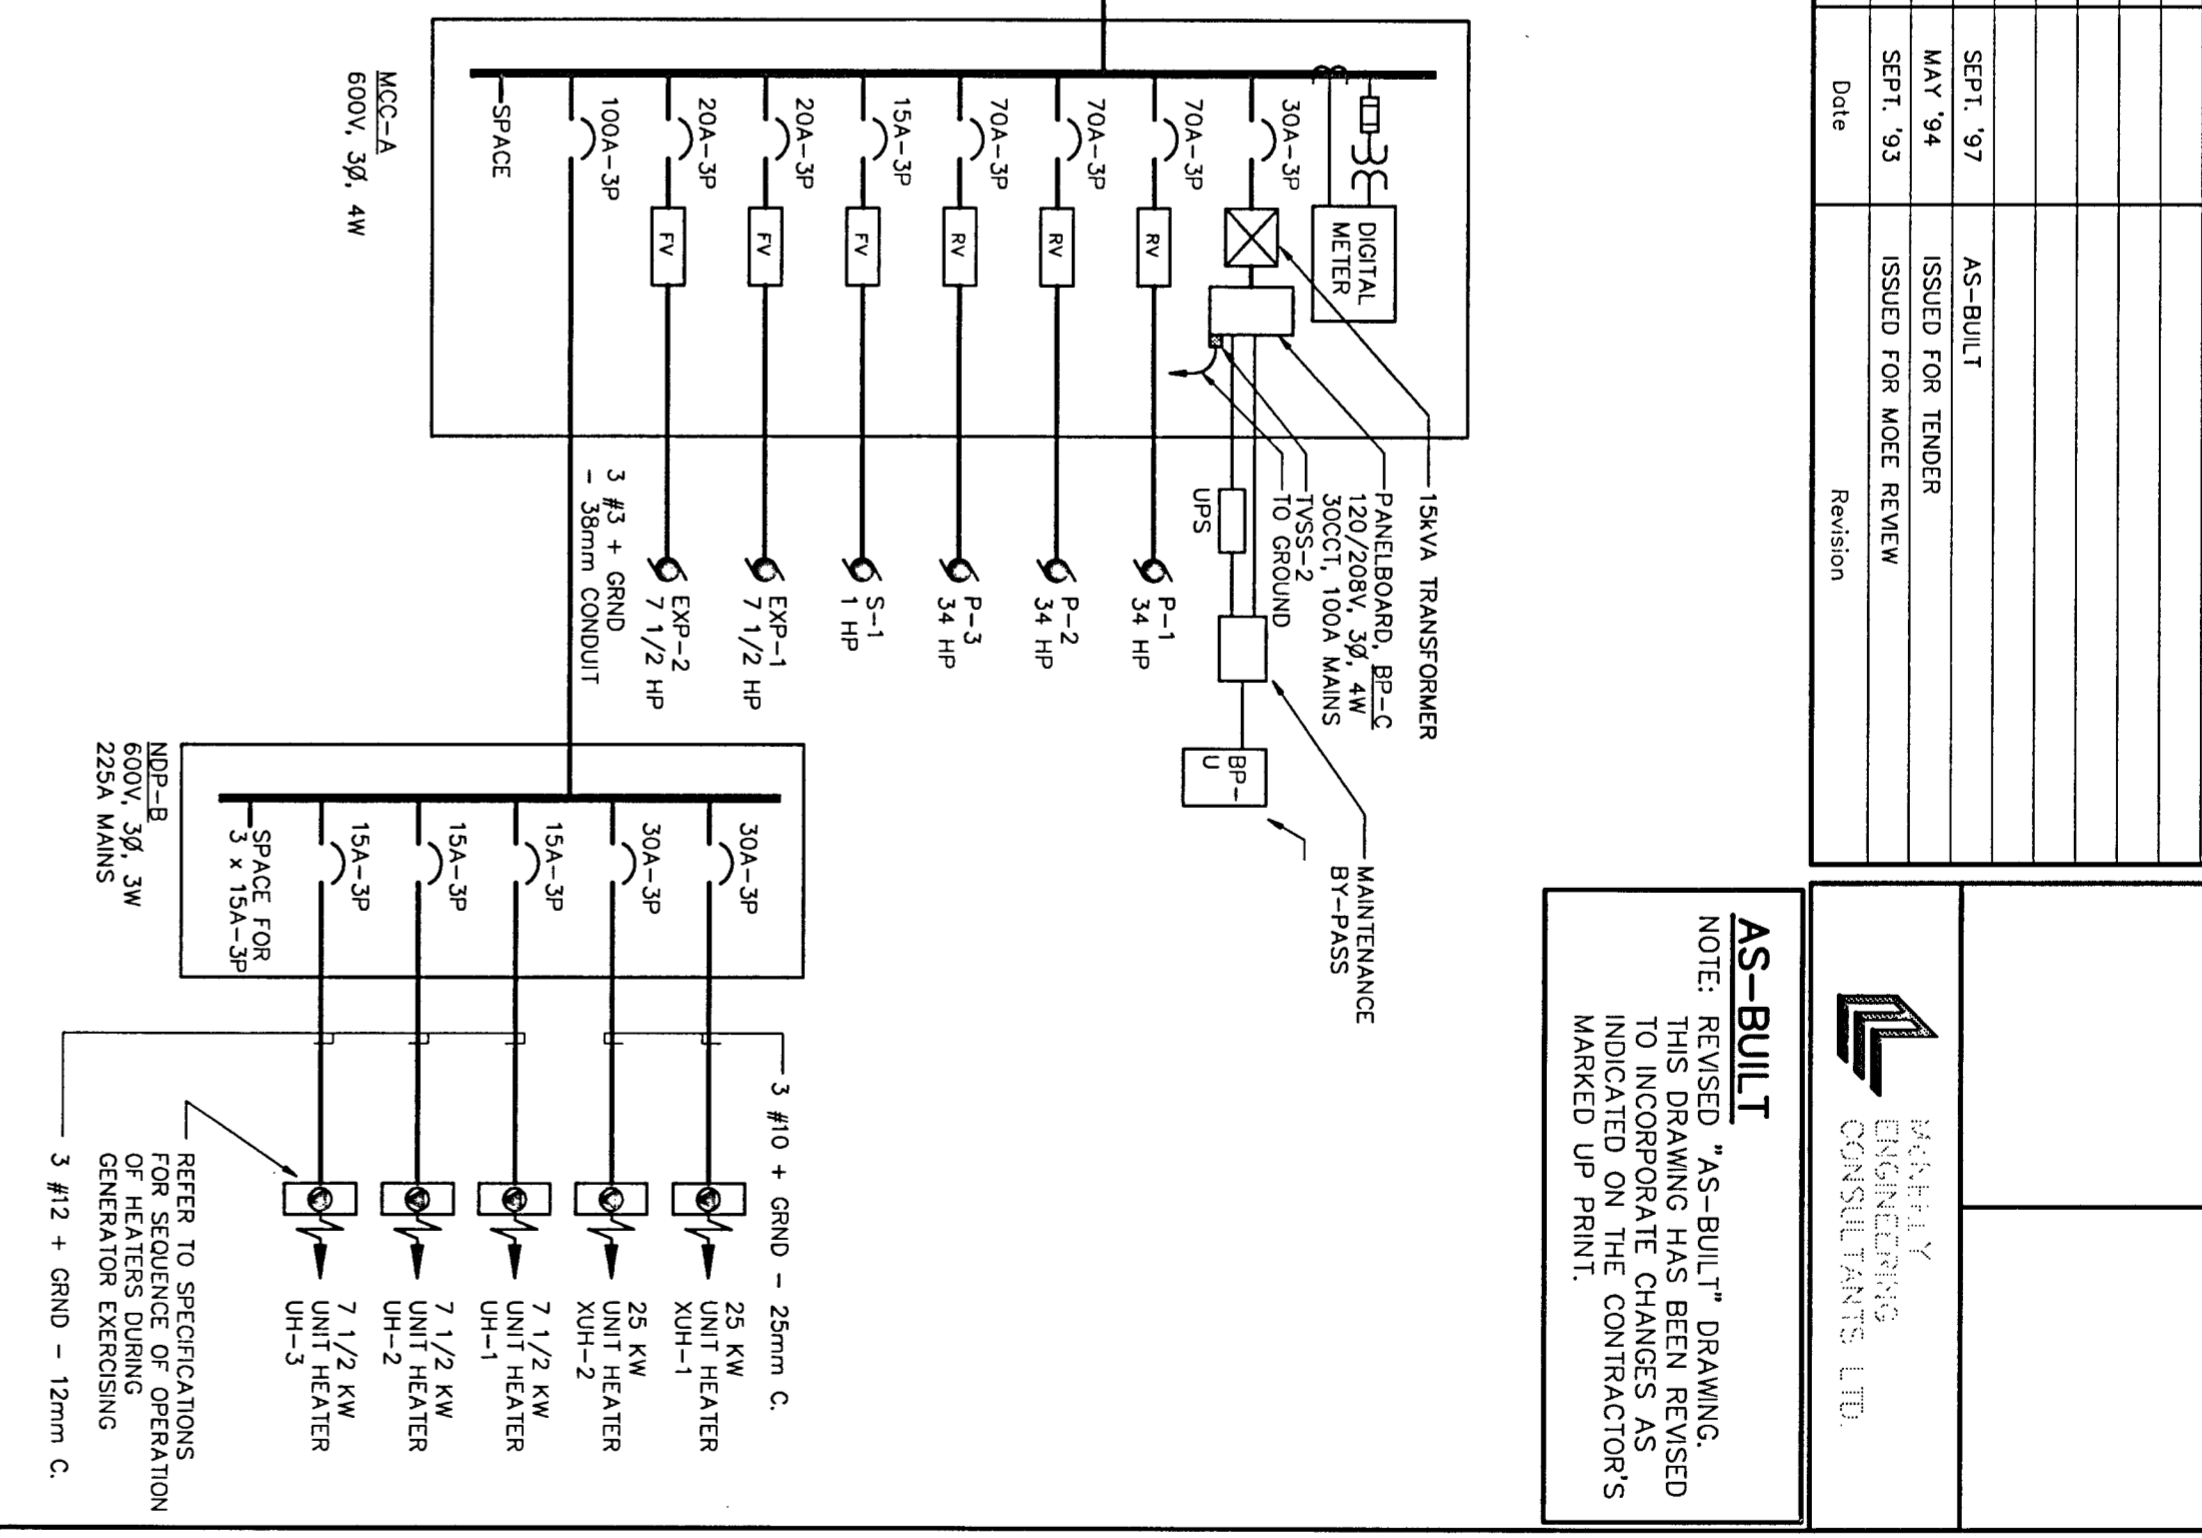 SEPT. '97
AS-BUILT
MAY '94
ISSUED FOR TENDER
SEPT. '93
ISSUED FOR MOEE REVIEW
Date
Revision
McNEELY
ENGINEERING
CONSULTANTS LTD.
AS-BUILT
NOTE: REVISED "AS-BUILT" DRAWING.
THIS DRAWING HAS BEEN REVISED
TO INCORPORATE CHANGES AS
INDICATED ON THE CONTRACTOR'S
MARKED UP PRINT.
DIGITAL
METER
30A-3P
15kVA TRANSFORMER
PANELBOARD, BP-C
120/208V, 3Ø, 4W
30CCT, 100A MAINS
TVSS-2
TO GROUND
UPS
MAINTENANCE
BY-PASS
BP-
U
70A-3P
RV
P-1
34 HP
70A-3P
RV
P-2
34 HP
70A-3P
RV
P-3
34 HP
15A-3P
FV
S-1
1 HP
20A-3P
FV
EXP-1
7 1/2 HP
20A-3P
FV
EXP-2
7 1/2 HP
100A-3P
3 #3 + GRND
- 38mm CONDUIT
SPACE
MCC-A
600V, 3Ø, 4W
3 #10 + GRND - 25mm C.
30A-3P
25 KW
UNIT HEATER
XUH-1
30A-3P
25 KW
UNIT HEATER
XUH-2
15A-3P
7 1/2 KW
UNIT HEATER
UH-1
15A-3P
7 1/2 KW
UNIT HEATER
UH-2
15A-3P
7 1/2 KW
UNIT HEATER
UH-3
SPACE FOR
3 x 15A-3P
NDP-B
600V, 3Ø, 3W
225A MAINS
REFER TO SPECIFICATIONS
FOR SEQUENCE OF OPERATION
OF HEATERS DURING
GENERATOR EXERCISING
3 #12 + GRND - 12mm C.